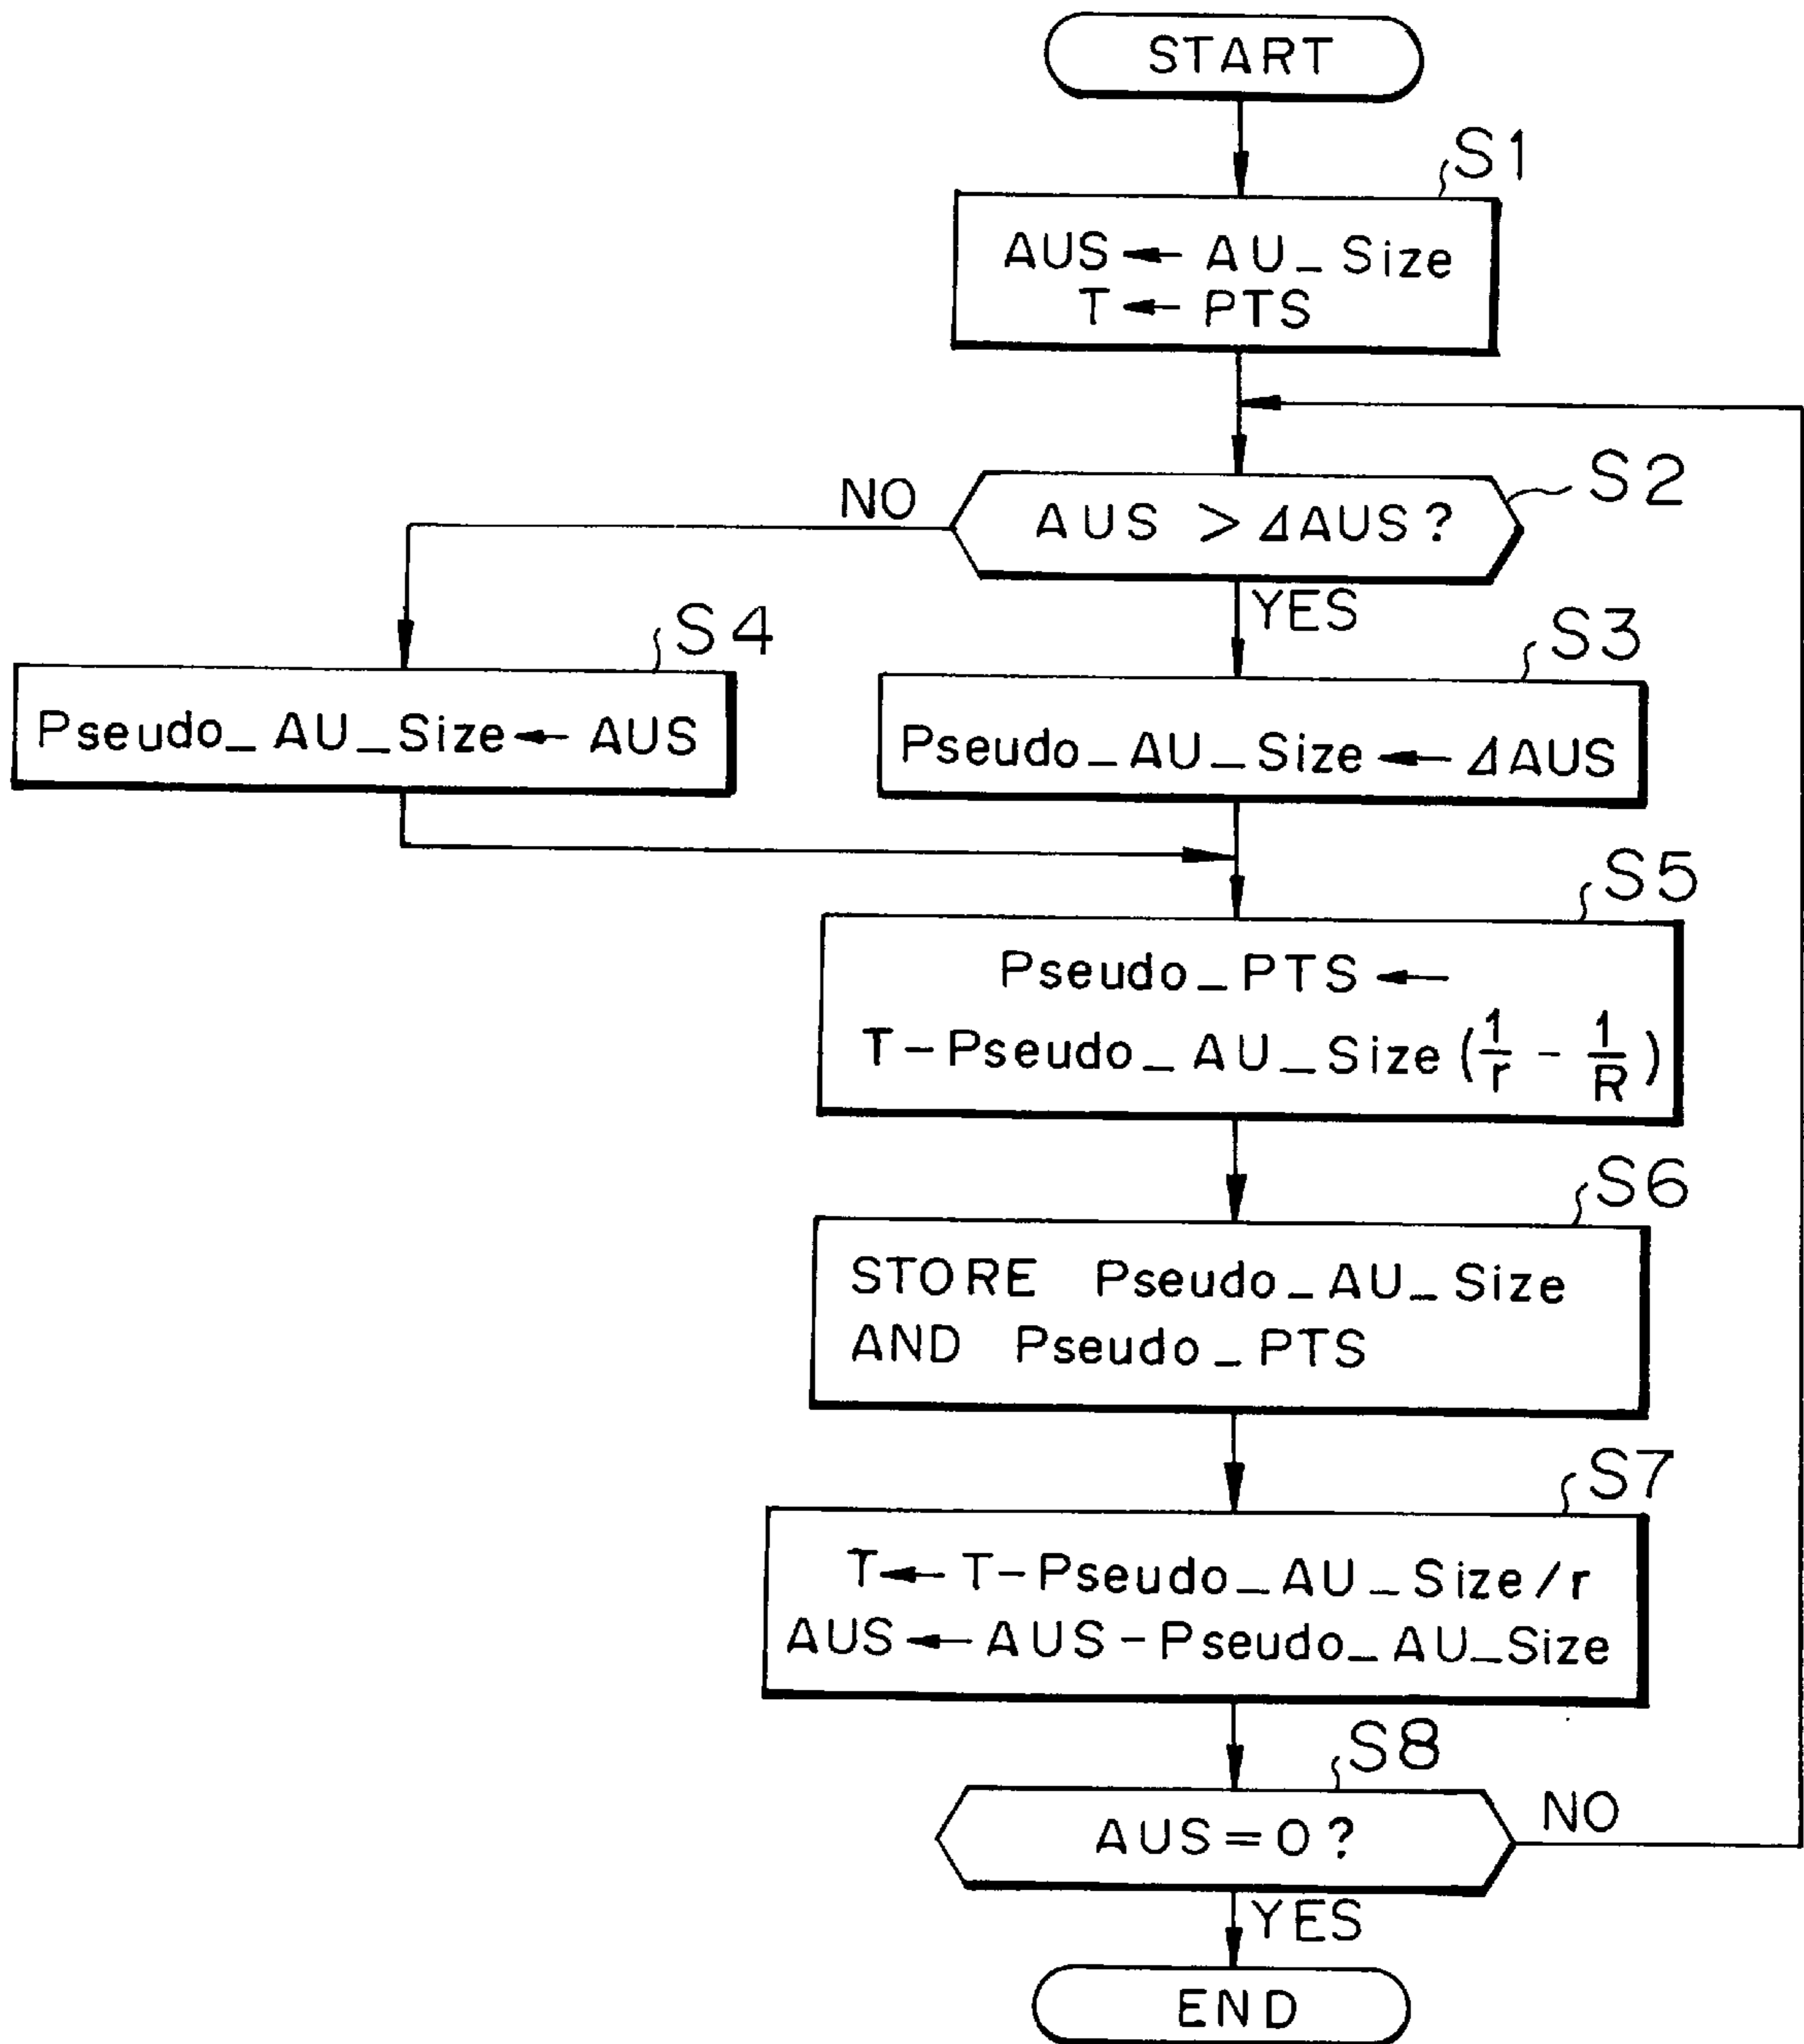 START
S1
AUS ← AU_Size
T ← PTS
S2
NO
AUS > ΔAUS?
YES
S4
S3
Pseudo_AU_Size ← AUS
Pseudo_AU_Size ← ΔAUS
S5
Pseudo_PTS ←
T-Pseudo_AU_Size (1/r - 1/R)
S6
STORE Pseudo_AU_Size
AND Pseudo_PTS
S7
T ← T-Pseudo_AU_Size/r
AUS ← AUS-Pseudo_AU_Size
S8
AUS=0?
NO
YES
END